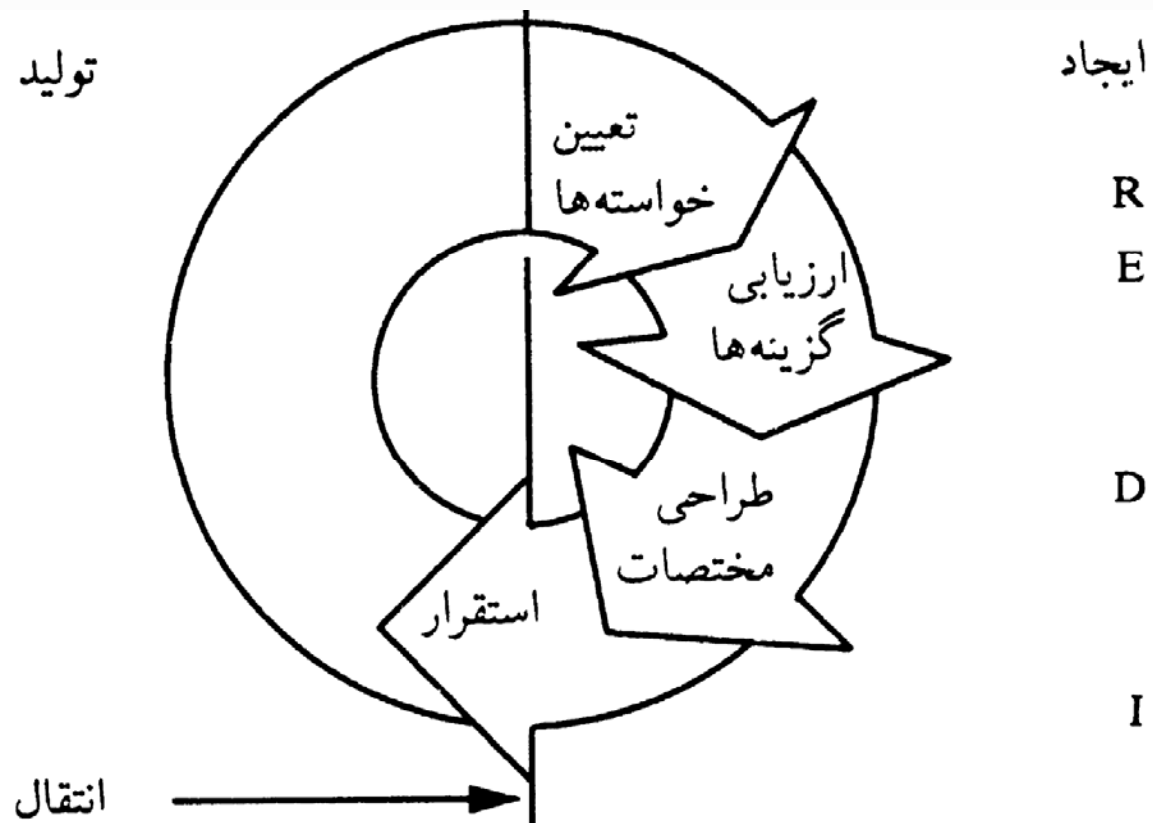 ایجاد
تولید
تعیین
خواسته‌ها
R
ارزیابی
گزینه‌ها
E
طراحی
مختصات
D
استقرار
I
انتقال